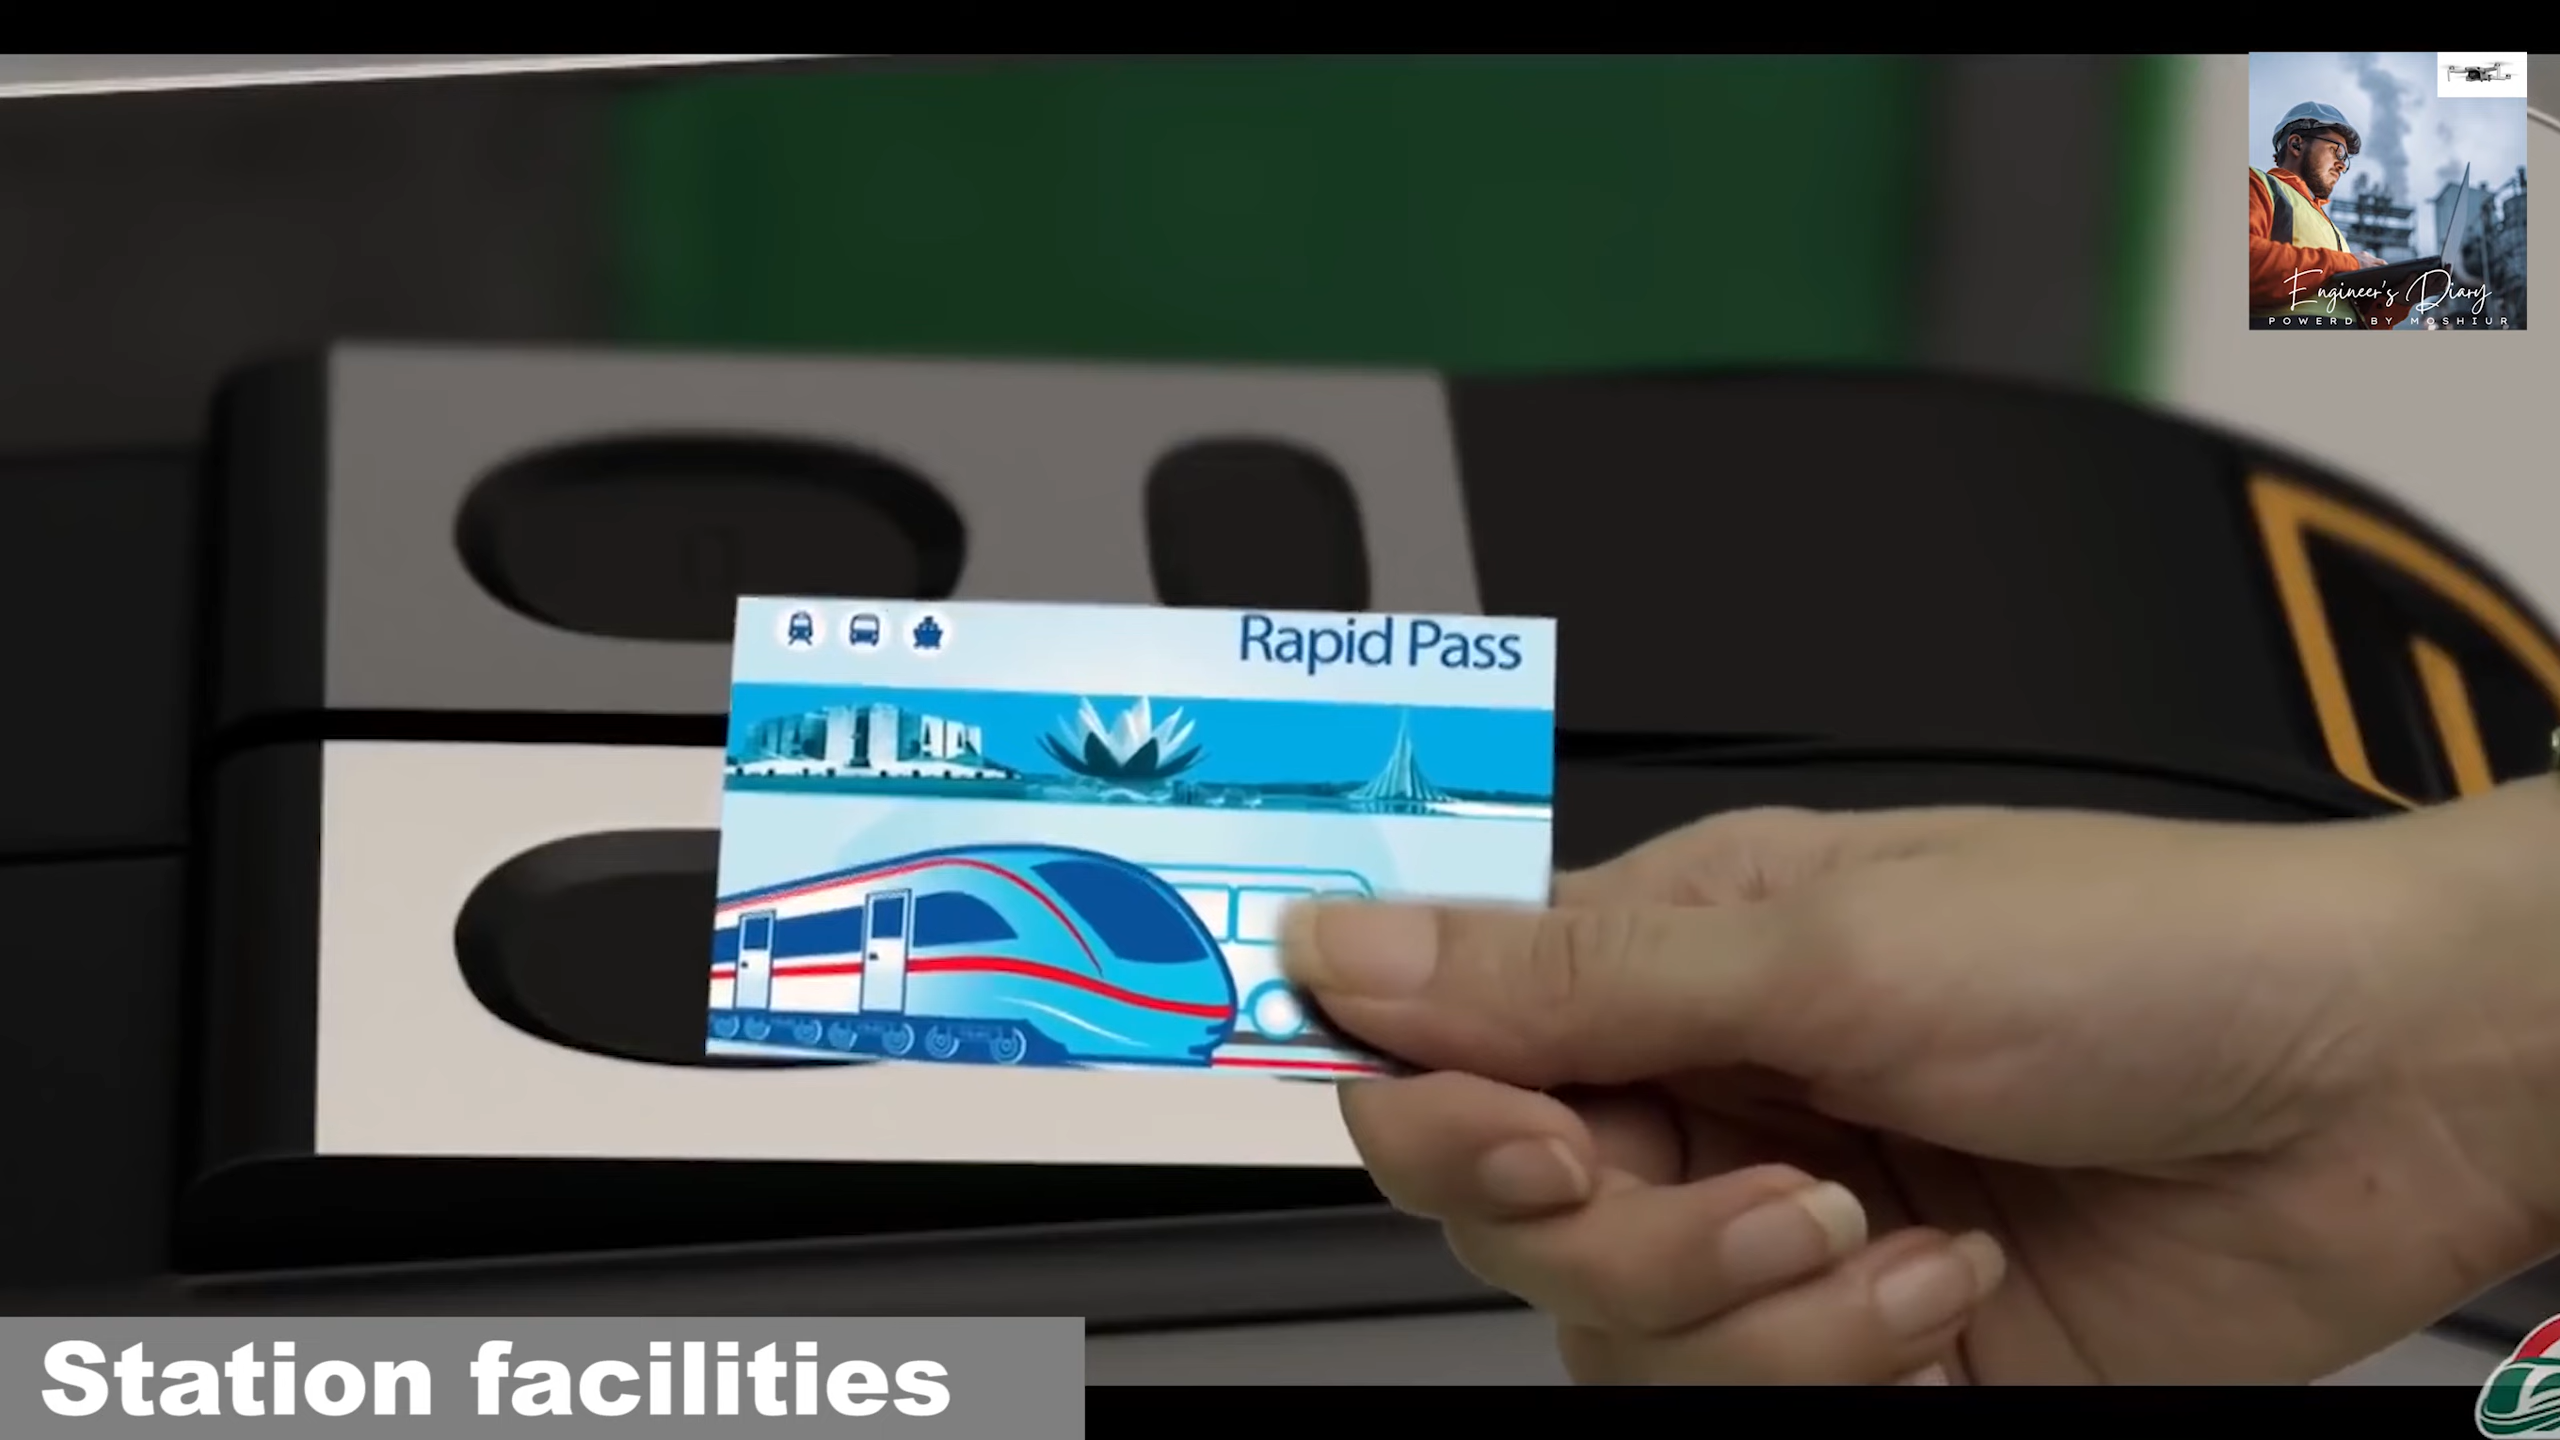 Engineer's Diary
POWERD BY MOSHIUR
Rapid Pass
Station facilities